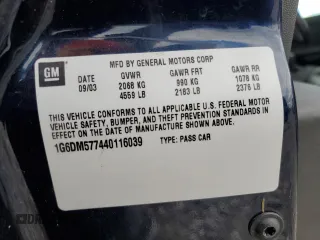 MFD BY GENERAL MOTORS CORP
GM
DATE GVWR GAWR FRT GAWR RR
09/03 2068 KG 990 KG 1078 KG
4559 LB 2183 LB 2376 LB
THIS VEHICLE CONFORMS TO ALL APPLICABLE U.S. FEDERAL MOTOR
VEHICLE SAFETY, BUMPER, AND THEFT PREVENTION STANDARDS IN
EFFECT ON THE DATE OF MANUFACTURE SHOWN ABOVE.
1G6DM577440116039 TYPE: PASS CAR